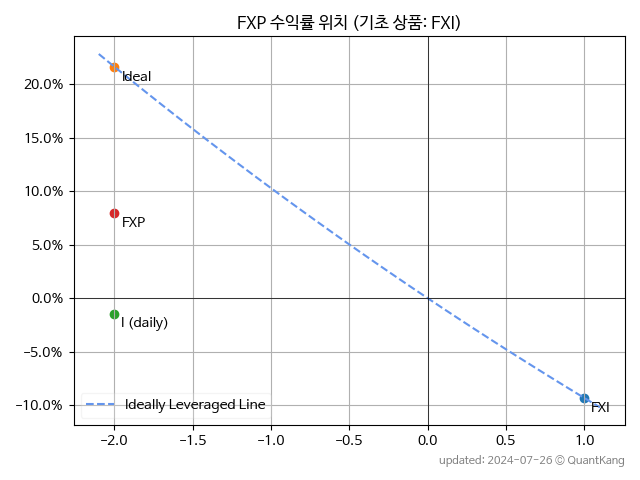 FXP 수익률 위치 (기초 상품: FXI)
20.0%
15.0%
10.0%
5.0%
0.0%
−5.0%
−10.0%
Ideal
FXP
I (daily)
FXI
Ideally Leveraged Line
−2.0
−1.5
−1.0
−0.5
0.0
0.5
1.0
updated: 2024-07-26 © QuantKang